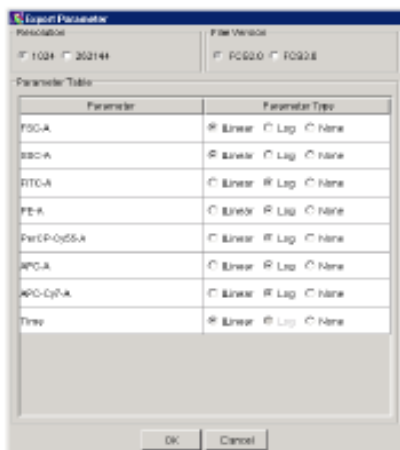 Export Parameter
Resolution
File Version
1024 262144
FCS2.0 FCS3.0
Parameter Table
Parameter Parameter Type
FSC-A Linear Log None
SSC-A Linear Log None
FITC-A Linear Log None
PE-A Linear Log None
PerCP-Cy55-A Linear Log None
APC-A Linear Log None
APC-Cy7-A Linear Log None
Time Linear Log None
OK Cancel